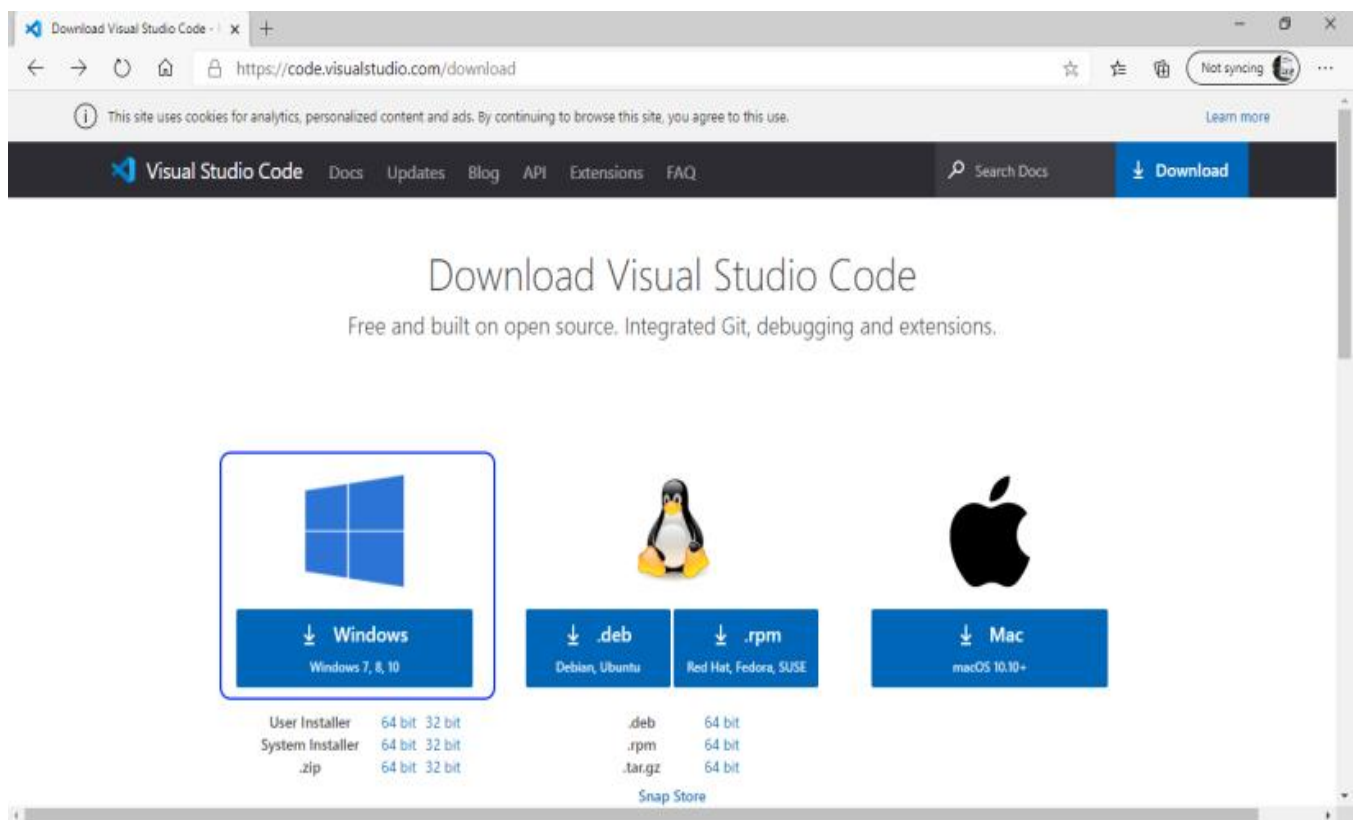 Download Visual Studio Code -
https://code.visualstudio.com/download
Not syncing
This site uses cookies for analytics, personalized content and ads. By continuing to browse this site, you agree to this use.
Learn more
Visual Studio Code Docs Updates Blog API Extensions FAQ Search Docs Download
Download Visual Studio Code
Free and built on open source. Integrated Git, debugging and extensions.
Windows
Windows 7, 8, 10
.deb
Debian, Ubuntu
.rpm
Red Hat, Fedora, SUSE
Mac
macOS 10.10+
User Installer 64 bit 32 bit
System Installer 64 bit 32 bit
.zip 64 bit 32 bit
.deb 64 bit
.rpm 64 bit
.tar.gz 64 bit
Snap Store